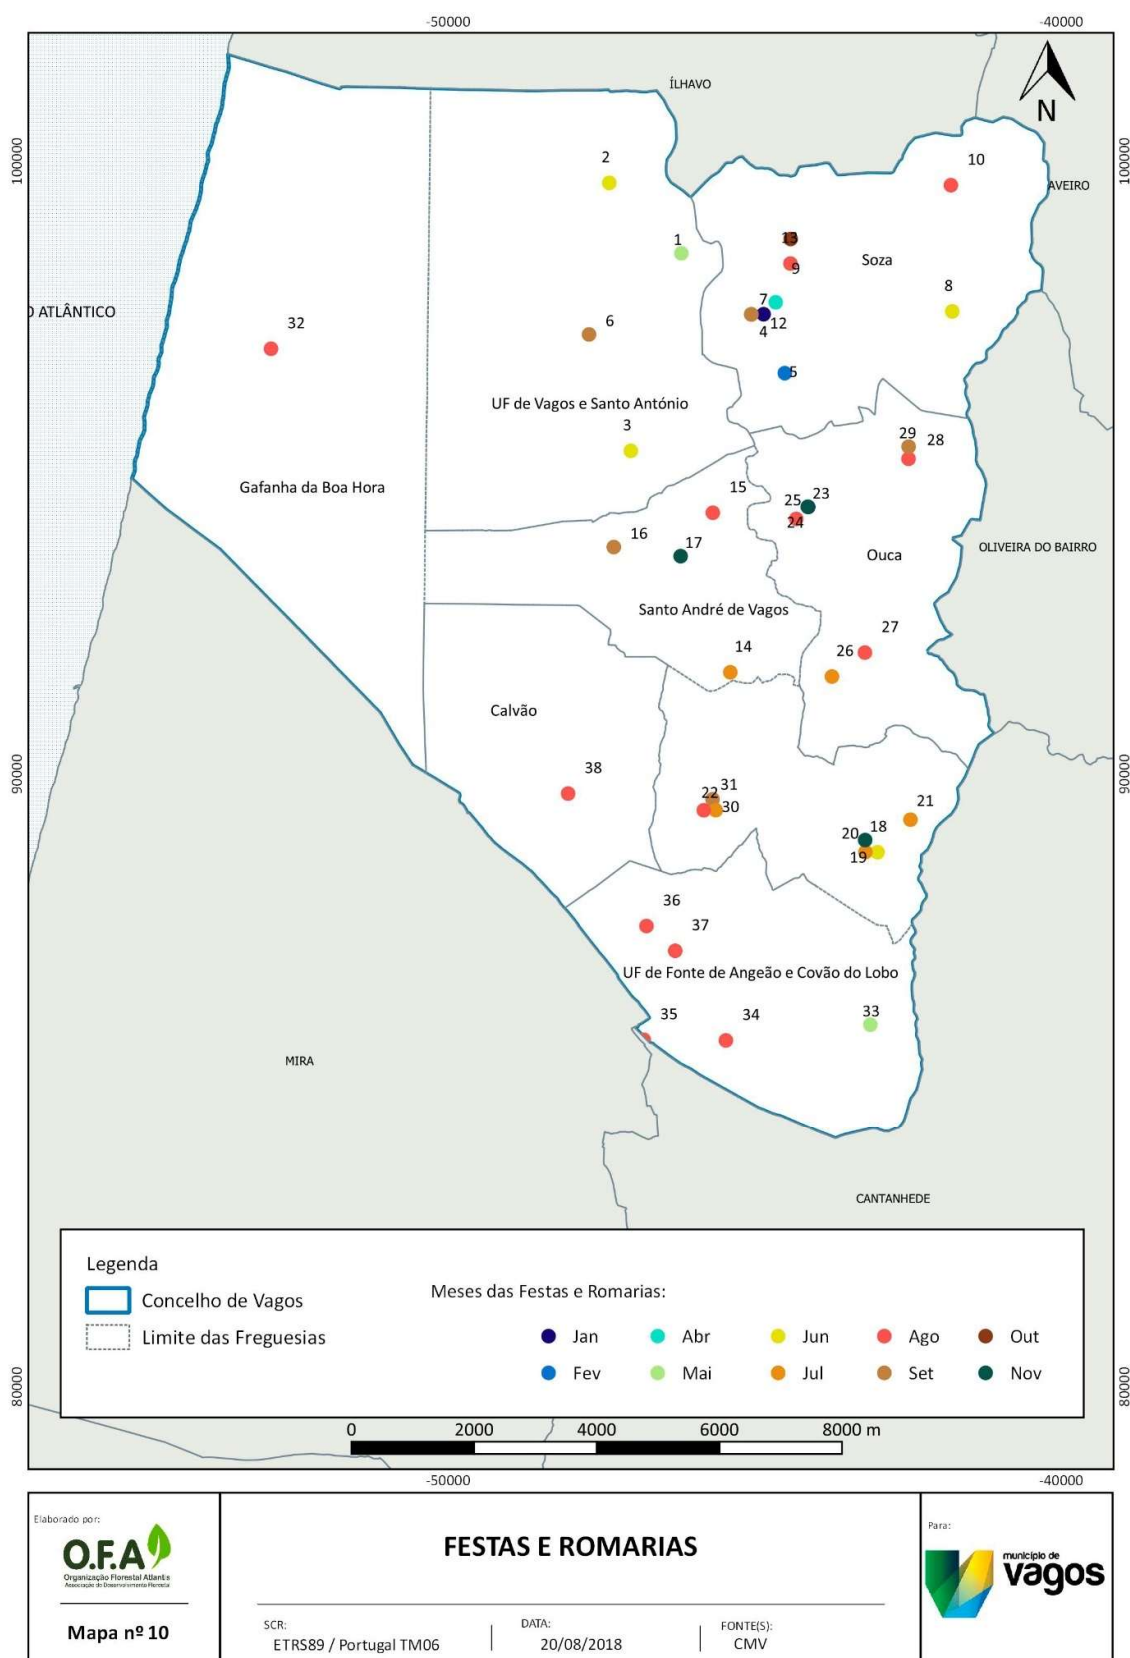 -50000
-40000
ÍLHAVO
N
100000
100000
2
10
AVEIRO
1
13
9
Soza
O ATLÂNTICO
7
8
32
6
12
4
5
UF de Vagos e Santo António
3
29
28
Gafanha da Boa Hora
15
25
23
24
16
17
OLIVEIRA DO BAIRRO
Ouca
Santo André de Vagos
27
14
26
Calvão
90000
90000
38
31
22
30
21
20
18
19
36
37
UF de Fonte de Angeão e Covão do Lobo
35
34
33
MIRA
CANTANHEDE
Legenda
Concelho de Vagos
Limite das Freguesias
Meses das Festas e Romarias:
Jan
Abr
Jun
Ago
Out
Fev
Mai
Jul
Set
Nov
80000
80000
0
2000
4000
6000
8000 m
-50000
-40000
Elaborado por:
O.F.A
Organização Florestal Atlantis
Associação de Desenvolvimento Florestal
Mapa nº 10
FESTAS E ROMARIAS
SCR:
ETRS89 / Portugal TM06
DATA:
20/08/2018
FONTE(S):
CMV
Para:
município de
vagos